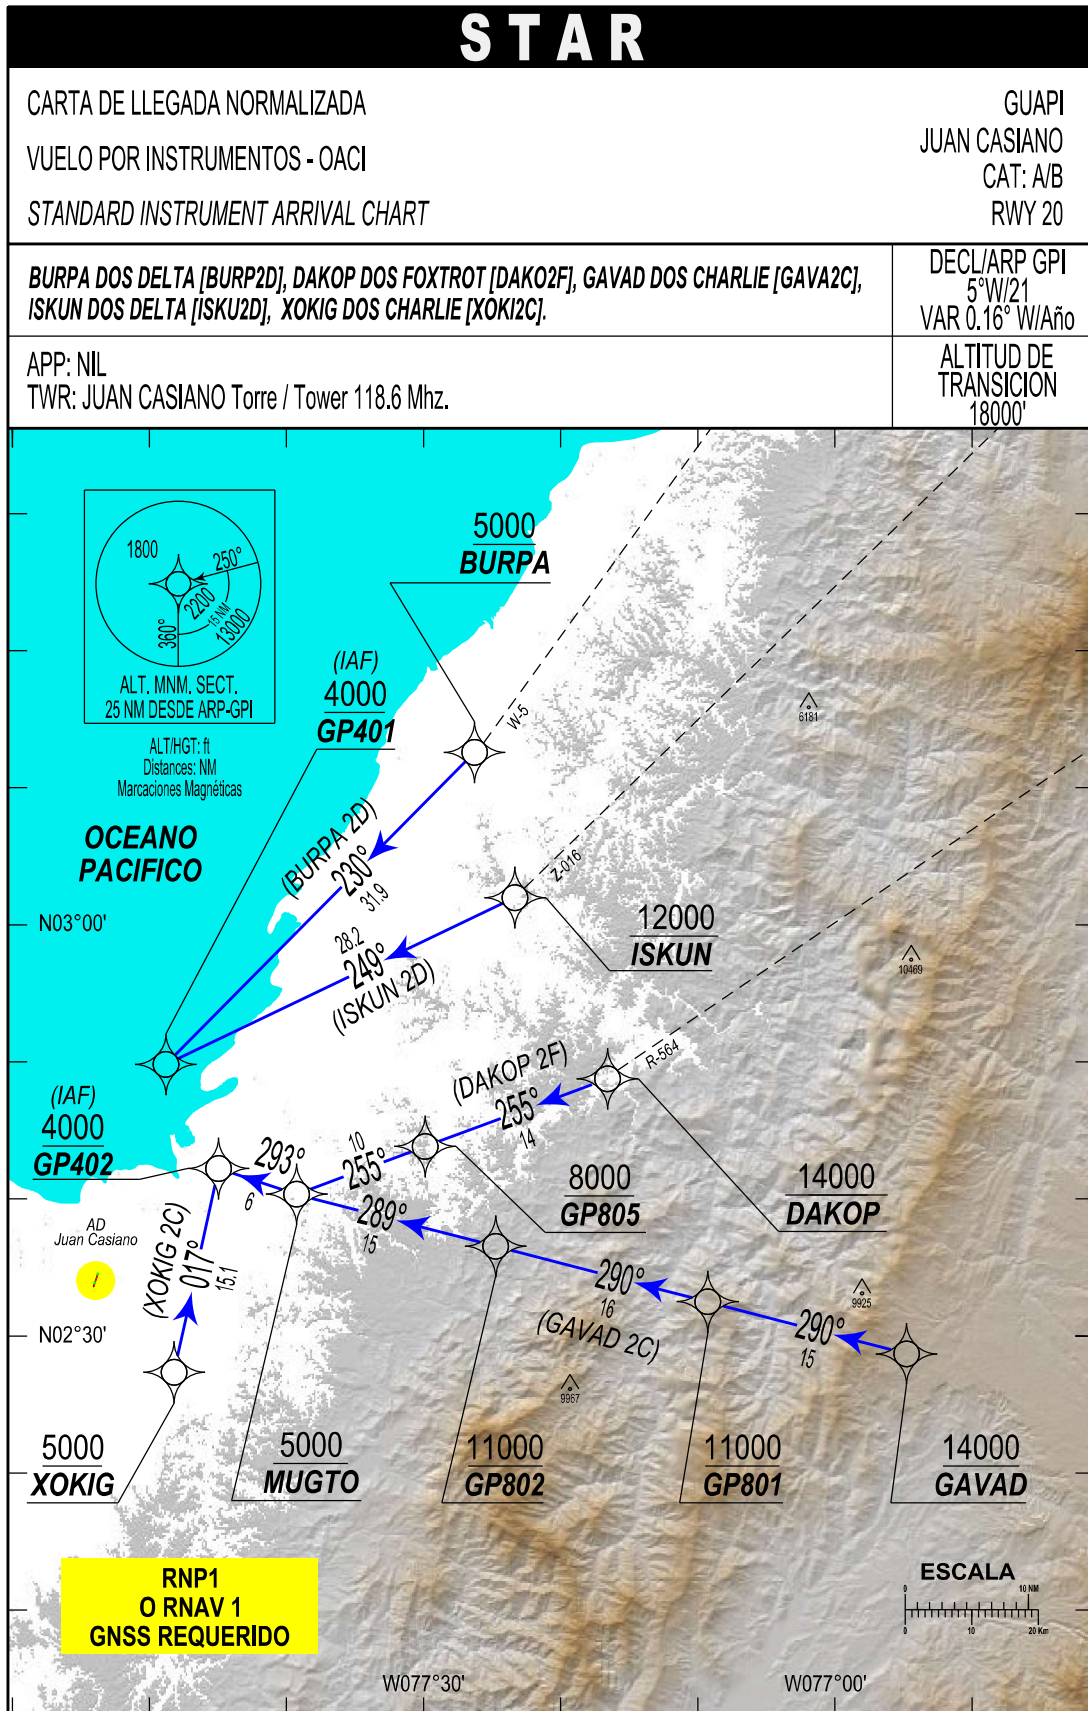 STAR
CARTA DE LLEGADA NORMALIZADA
VUELO POR INSTRUMENTOS - OACI
STANDARD INSTRUMENT ARRIVAL CHART
GUAPI
JUAN CASIANO
CAT: A/B
RWY 20
BURPA DOS DELTA [BURP2D], DAKOP DOS FOXTROT [DAKO2F], GAVAD DOS CHARLIE [GAVA2C],
ISKUN DOS DELTA [ISKU2D], XOKIG DOS CHARLIE [XOKI2C].
DECL/ARP GPI
5°W/21
VAR 0.16° W/Año
APP: NIL
TWR: JUAN CASIANO Torre / Tower 118.6 Mhz.
ALTITUD DE
TRANSICION
18000'
1800
250°
2200
15 NM
13000
360°
ALT. MNM. SECT.
25 NM DESDE ARP-GPI
ALT/HGT: ft
Distances: NM
Marcaciones Magnéticas
OCEANO
PACIFICO
5000
BURPA
(IAF)
4000
GP401
W-5
6181
(BURPA 2D)
230°
31.9
Z-016
N03°00'
28.2
249°
(ISKUN 2D)
12000
ISKUN
10469
R-564
(DAKOP 2F)
255°
14
(IAF)
4000
GP402
293°
6
10
255°
8000
GP805
14000
DAKOP
289°
15
AD
Juan Casiano
(XOKIG 2C)
017°
15.1
290°
16
(GAVAD 2C)
9925
290°
15
N02°30'
9967
5000
XOKIG
5000
MUGTO
11000
GP802
11000
GP801
14000
GAVAD
RNP1
O RNAV 1
GNSS REQUERIDO
ESCALA
0 10 NM
0 10 20 Km
W077°30'
W077°00'